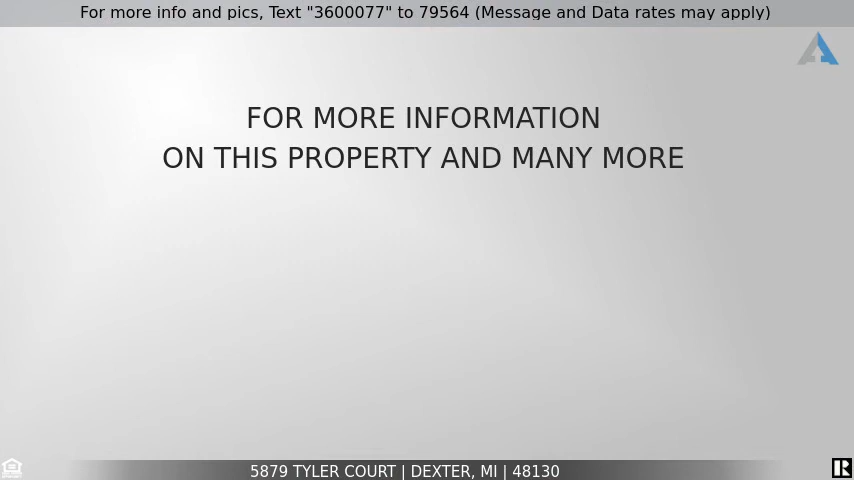 For more info and pics, Text "3600077" to 79564 (Message and Data rates may apply)
FOR MORE INFORMATION
ON THIS PROPERTY AND MANY MORE
5879 TYLER COURT | DEXTER, MI | 48130